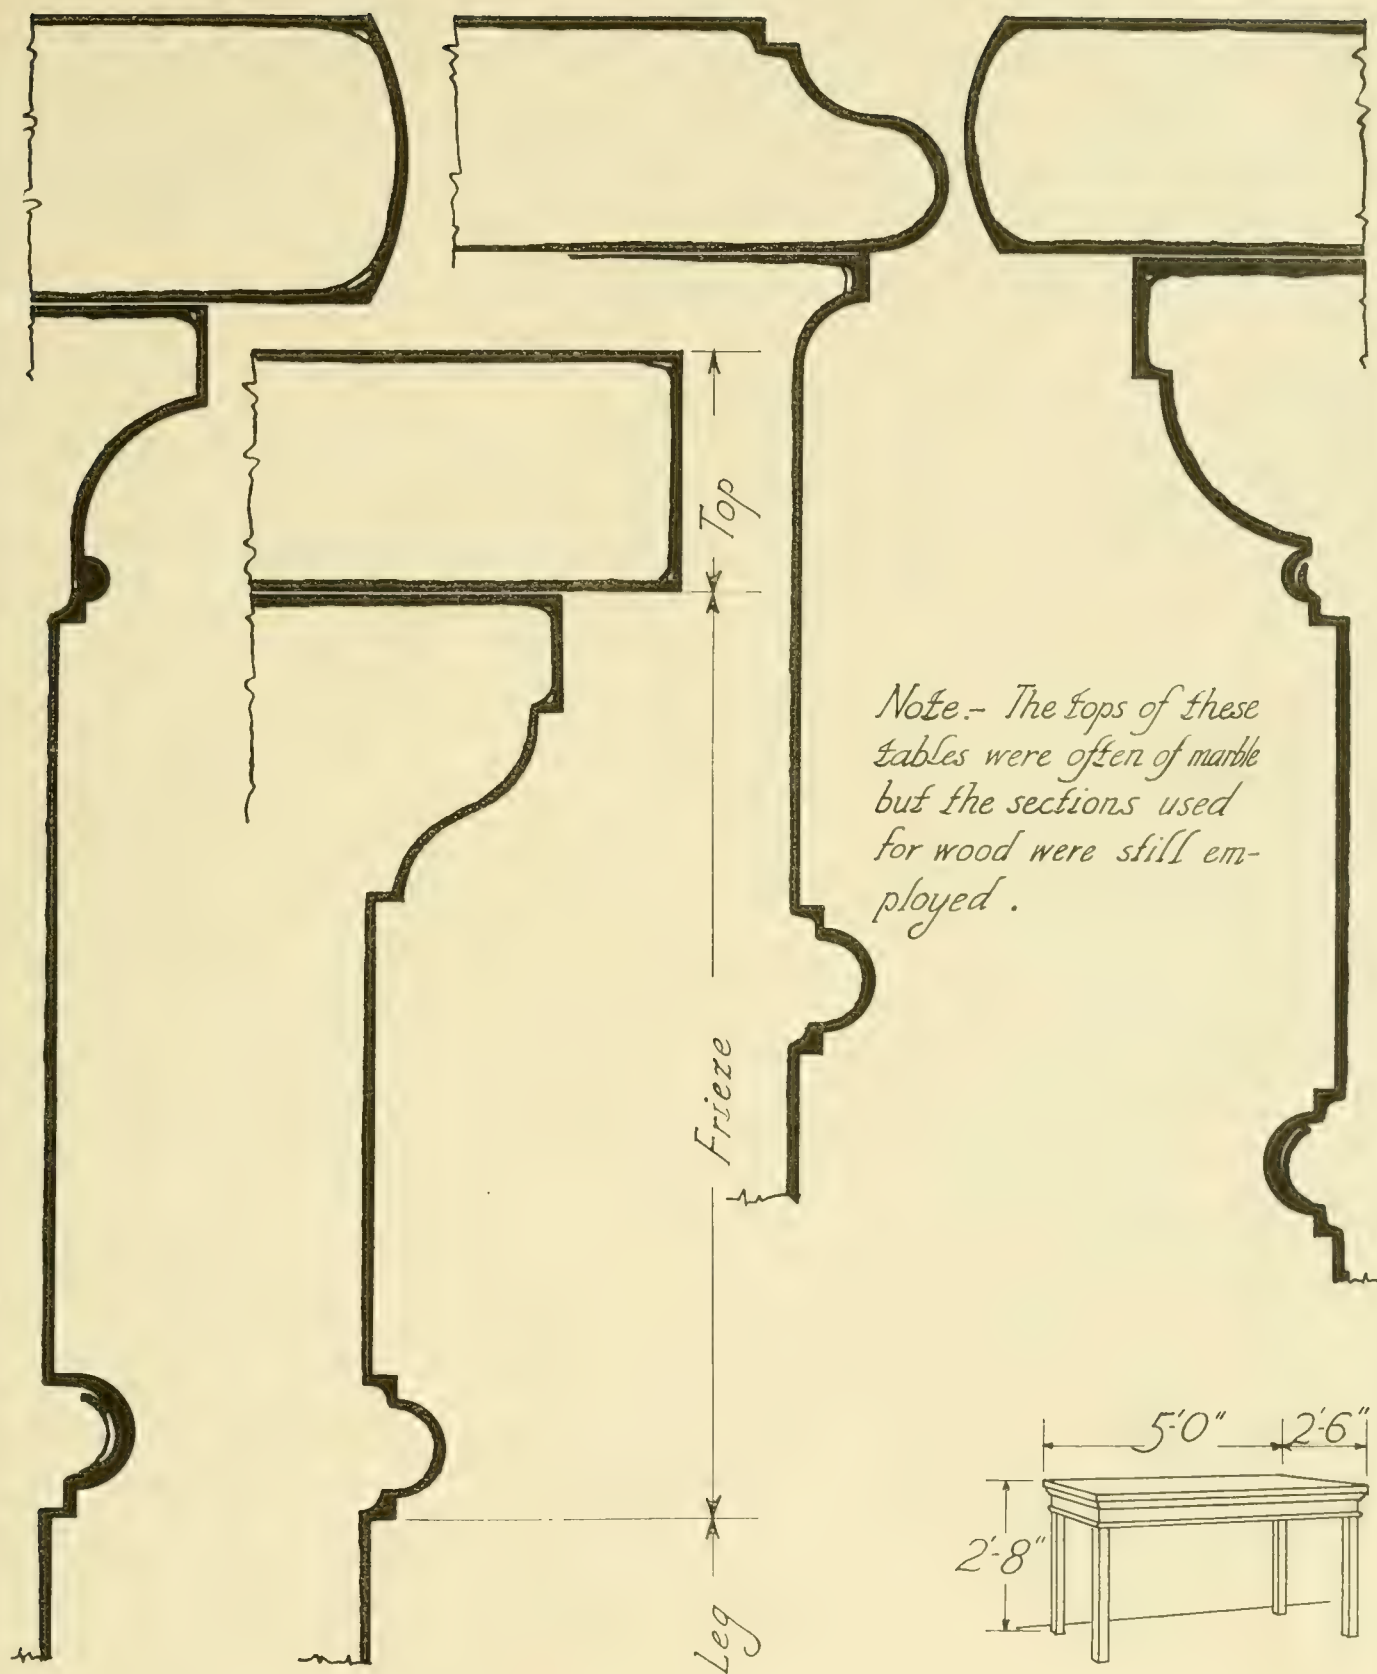 Top
Frieze
Leg
Note.- The tops of these
tables were often of marble
but the sections used
for wood were still em-
ployed.
5'-0"
2'-6"
2'-8"